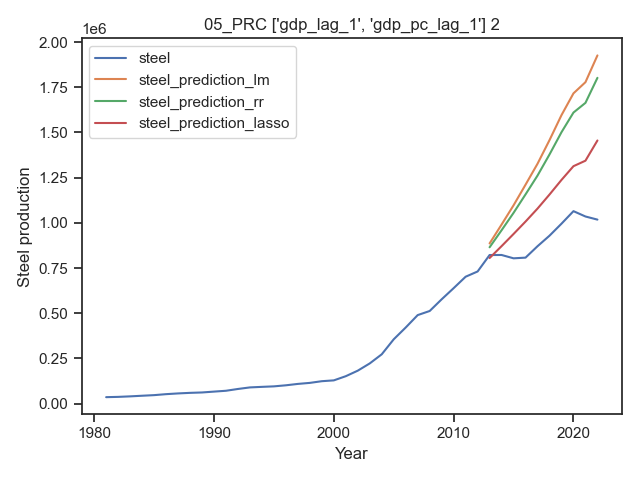 05_PRC ['gdp_lag_1', 'gdp_pc_lag_1'] 2
1e6
2.00
1.75
1.50
1.25
1.00
0.75
0.50
0.25
0.00
Steel production
steel
steel_prediction_lm
steel_prediction_rr
steel_prediction_lasso
1980
1990
2000
2010
2020
Year